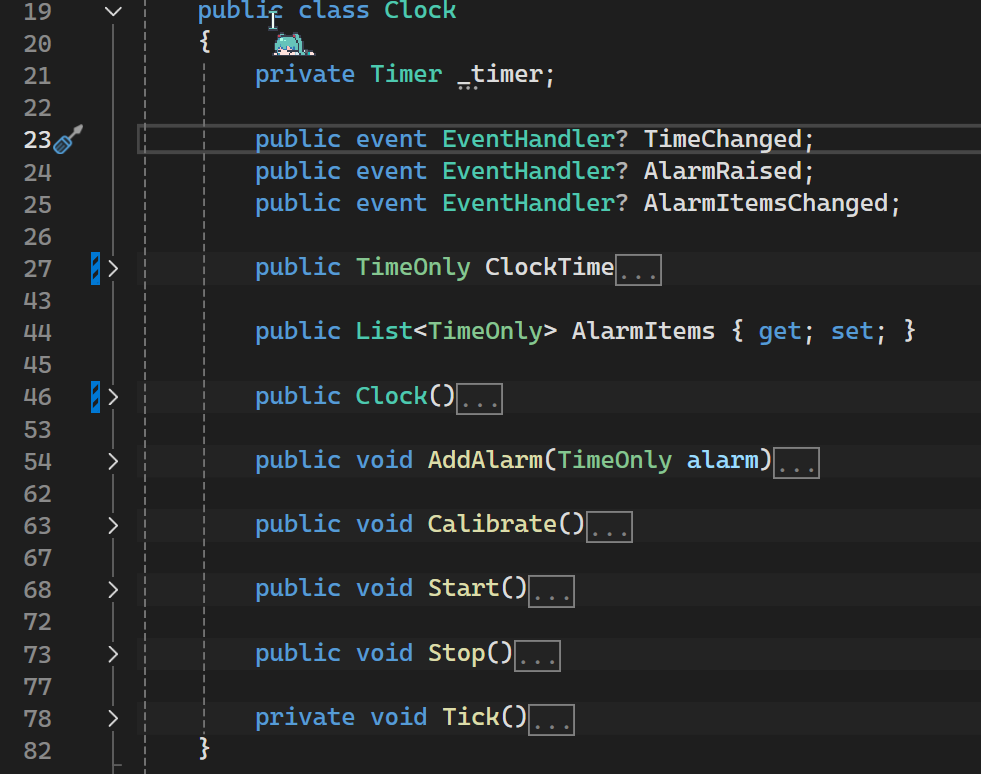 19 public class Clock
20 {
21 private Timer _timer;
22
23 public event EventHandler? TimeChanged;
24 public event EventHandler? AlarmRaised;
25 public event EventHandler? AlarmItemsChanged;
26
27 public TimeOnly ClockTime...
43
44 public List<TimeOnly> AlarmItems { get; set; }
45
46 public Clock()...
53
54 public void AddAlarm(TimeOnly alarm)...
62
63 public void Calibrate()...
67
68 public void Start()...
72
73 public void Stop()...
77
78 private void Tick()...
82 }